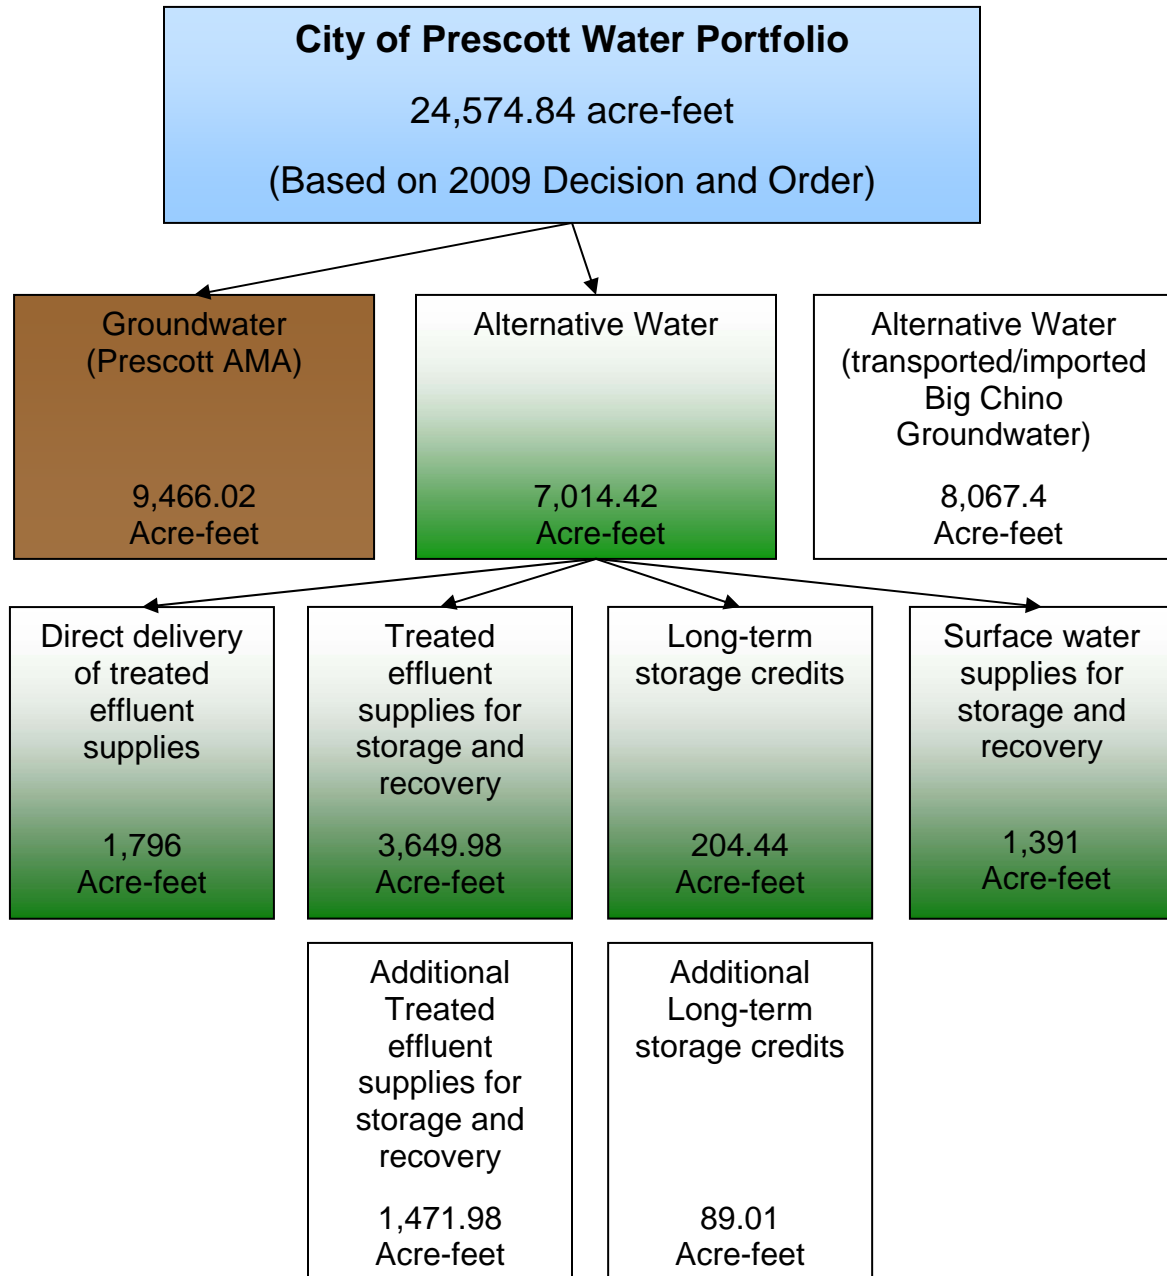 City of Prescott Water Portfolio
24,574.84 acre-feet
(Based on 2009 Decision and Order)
Groundwater
(Prescott AMA)
9,466.02
Acre-feet
Alternative Water
7,014.42
Acre-feet
Alternative Water
(transported/imported
Big Chino
Groundwater)
8,067.4
Acre-feet
Direct delivery
of treated
effluent
supplies
1,796
Acre-feet
Treated
effluent
supplies for
storage and
recovery
3,649.98
Acre-feet
Long-term
storage credits
204.44
Acre-feet
Surface water
supplies for
storage and
recovery
1,391
Acre-feet
Additional
Treated
effluent
supplies for
storage and
recovery
1,471.98
Acre-feet
Additional
Long-term
storage credits
89.01
Acre-feet